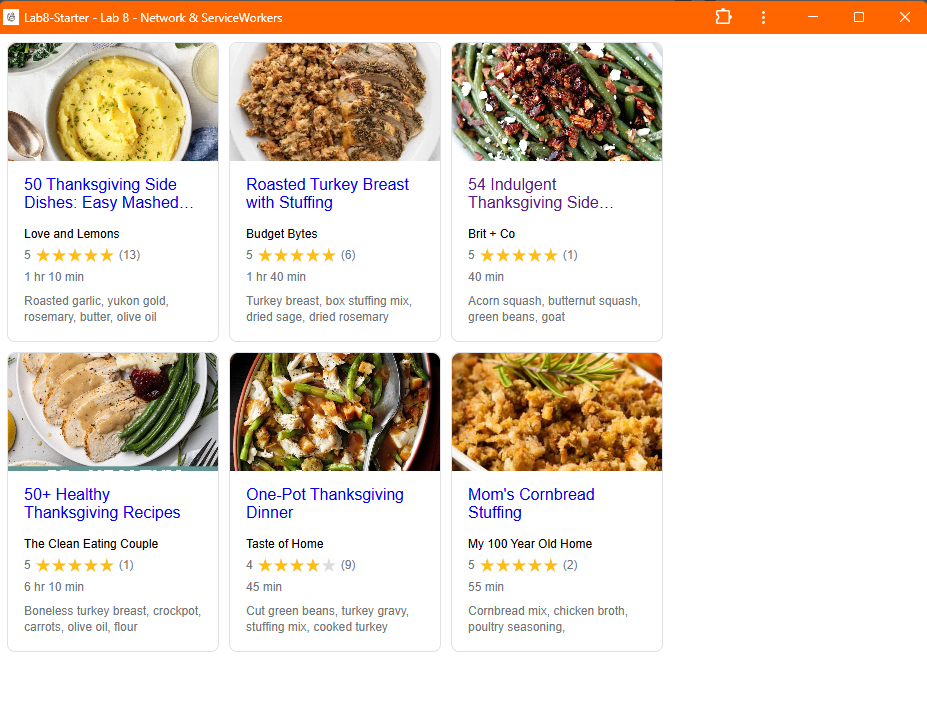 Lab8-Starter - Lab 8 - Network & ServiceWorkers
50 Thanksgiving Side
Dishes: Easy Mashed…
Love and Lemons
5 (13)
1 hr 10 min
Roasted garlic, yukon gold,
rosemary, butter, olive oil
Roasted Turkey Breast
with Stuffing
Budget Bytes
5 (6)
1 hr 40 min
Turkey breast, box stuffing mix,
dried sage, dried rosemary
54 Indulgent
Thanksgiving Side…
Brit + Co
5 (1)
40 min
Acorn squash, butternut squash,
green beans, goat
50+ Healthy
Thanksgiving Recipes
The Clean Eating Couple
5 (1)
6 hr 10 min
Boneless turkey breast, crockpot,
carrots, olive oil, flour
One-Pot Thanksgiving
Dinner
Taste of Home
4 (9)
45 min
Cut green beans, turkey gravy,
stuffing mix, cooked turkey
Mom's Cornbread
Stuffing
My 100 Year Old Home
5 (2)
55 min
Cornbread mix, chicken broth,
poultry seasoning,